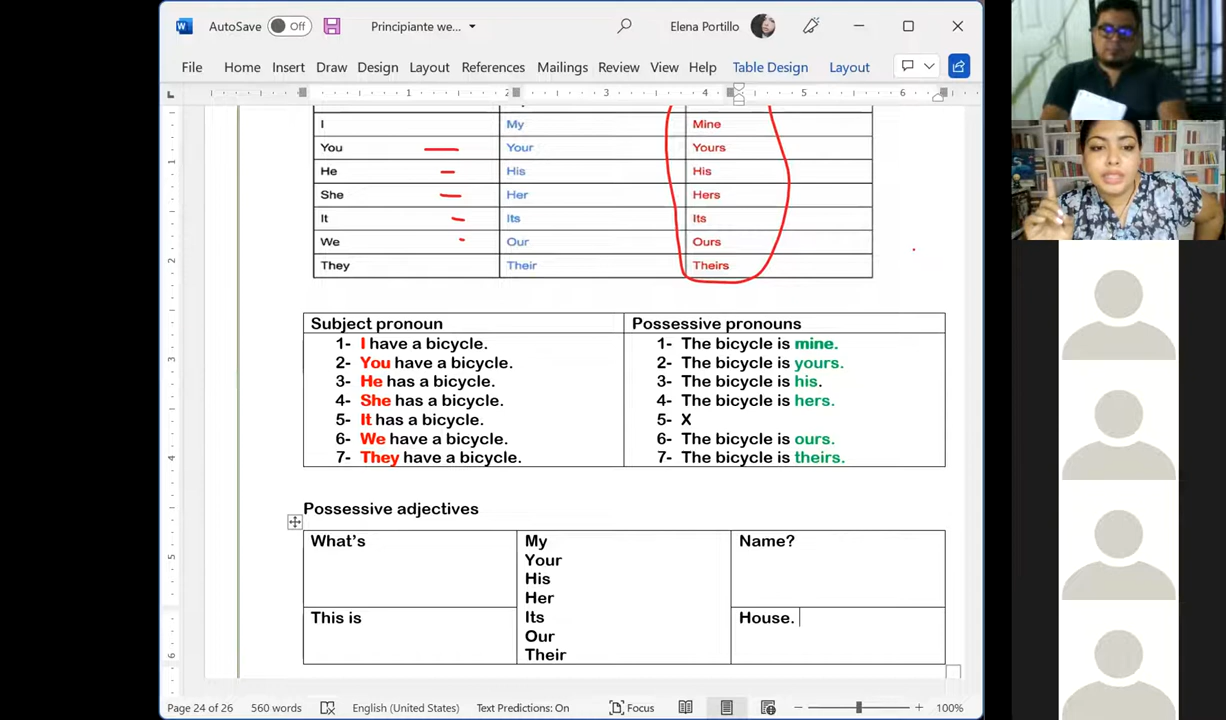 AutoSave Off Principiante we... Elena Portillo
File Home Insert Draw Design Layout References Mailings Review View Help Table Design Layout
1 2 3 4 5 6
I My Mine
You Your Yours
He His His
She Her Hers
It Its Its
We Our Ours
They Their Theirs
Subject pronoun Possessive pronouns
1- I have a bicycle. 1- The bicycle is mine.
2- You have a bicycle. 2- The bicycle is yours.
3- He has a bicycle. 3- The bicycle is his.
4- She has a bicycle. 4- The bicycle is hers.
5- It has a bicycle. 5- X
6- We have a bicycle. 6- The bicycle is ours.
7- They have a bicycle. 7- The bicycle is theirs.
Possessive adjectives
What's My Name?
Your
His
Her
This is Its House.
Our
Their
Page 24 of 26 560 words English (United States) Text Predictions: On Focus 100%